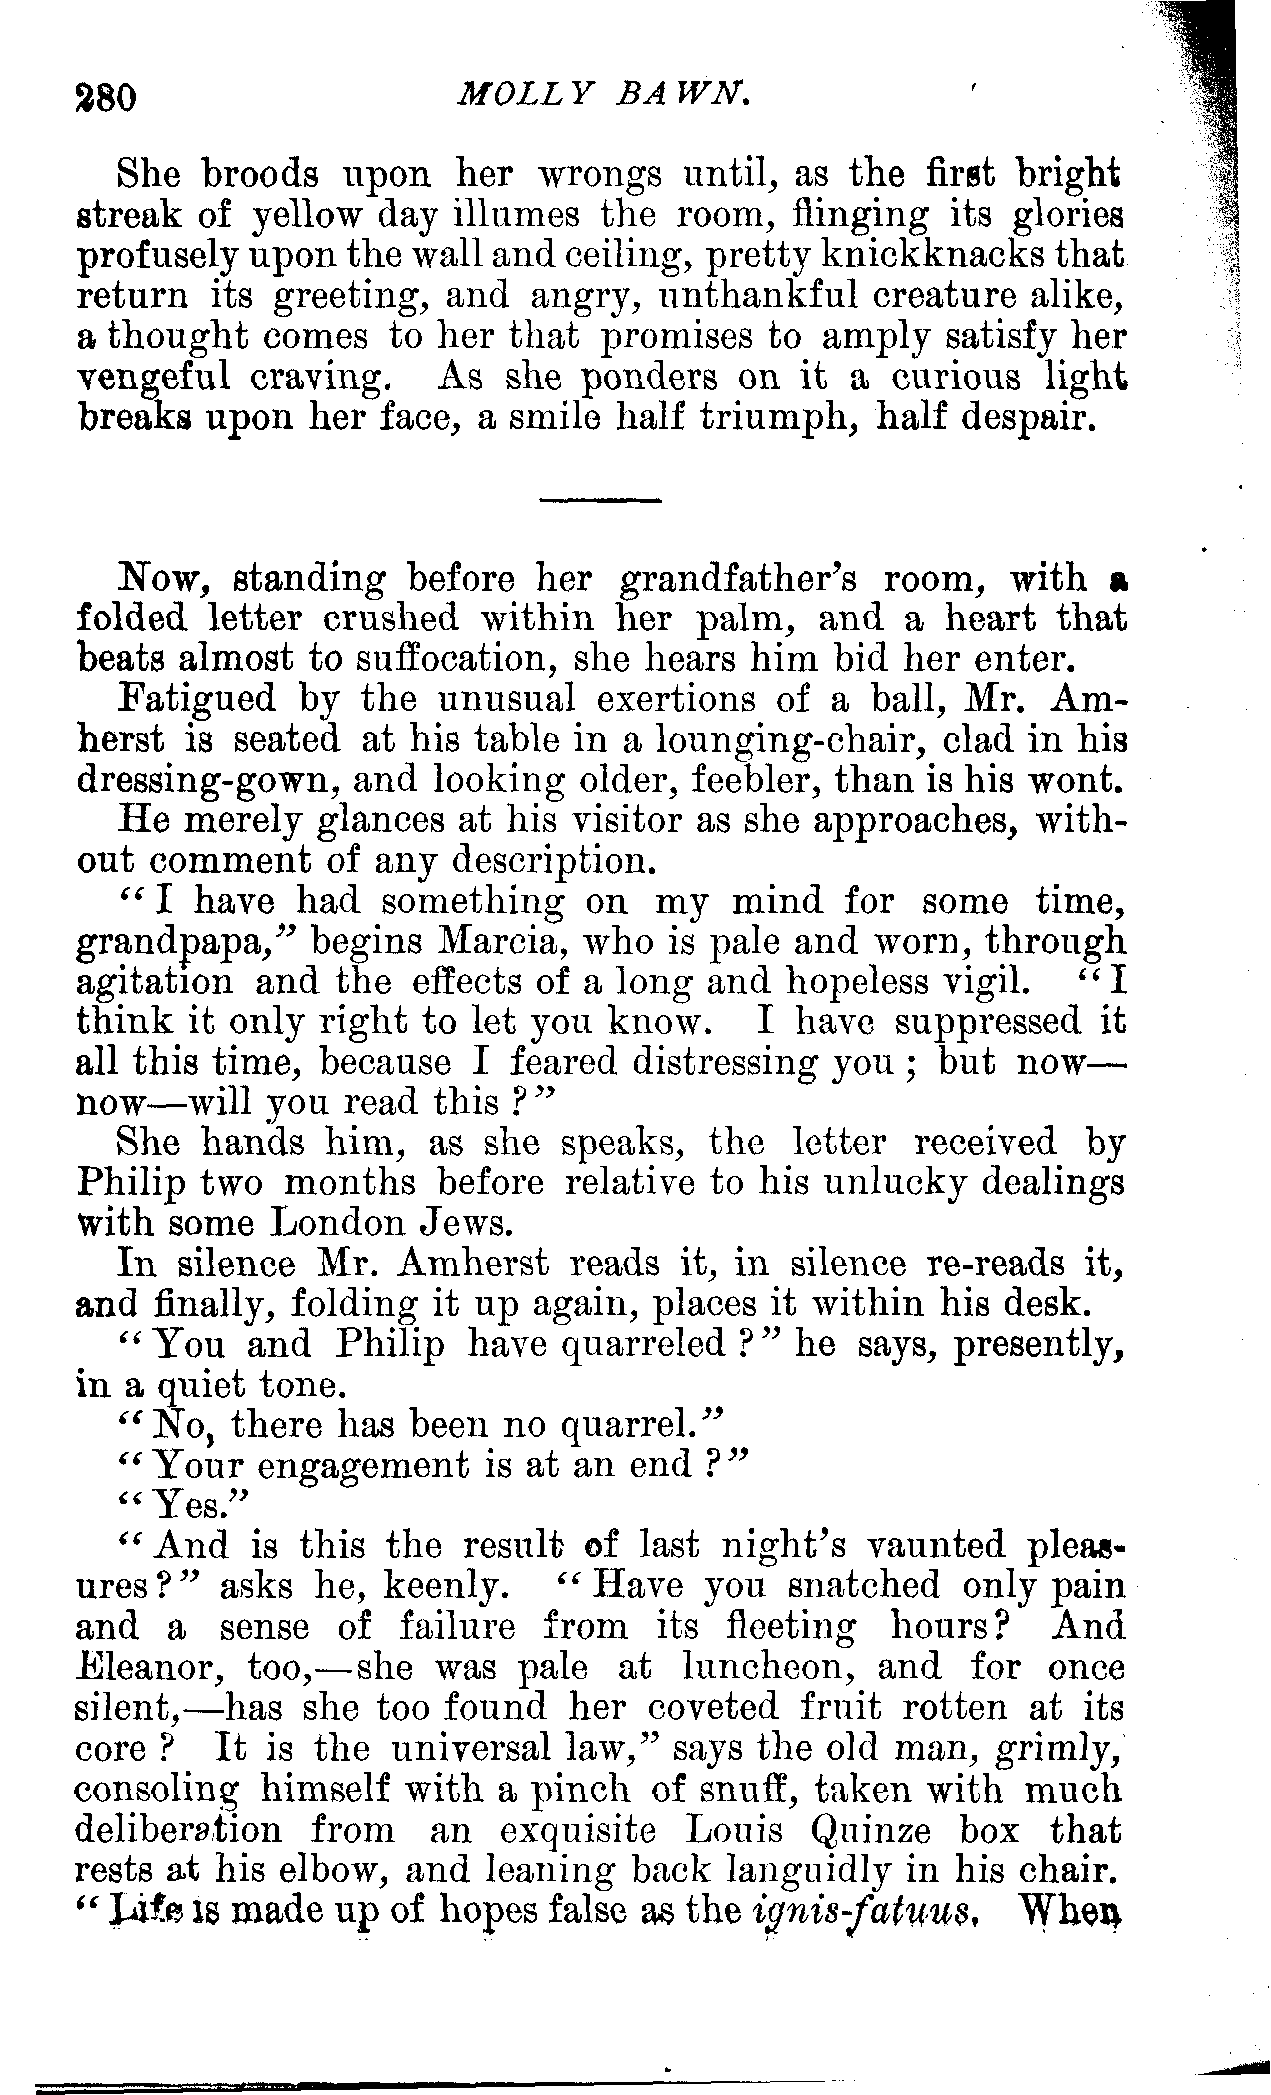 280 MOLLY BAWN.
She broods upon her wrongs until, as the first bright
streak of yellow day illumes the room, flinging its glories
profusely upon the wall and ceiling, pretty knickknacks that
return its greeting, and angry, unthankful creature alike,
a thought comes to her that promises to amply satisfy her
vengeful craving. As she ponders on it a curious light
breaks upon her face, a smile half triumph, half despair.
Now, standing before her grandfather's room, with a
folded letter crushed within her palm, and a heart that
beats almost to suffocation, she hears him bid her enter.
Fatigued by the unusual exertions of a ball, Mr. Am-
herst is seated at his table in a lounging-chair, clad in his
dressing-gown, and looking older, feebler, than is his wont.
He merely glances at his visitor as she approaches, with-
out comment of any description.
“I have had something on my mind for some time,
grandpapa,” begins Marcia, who is pale and worn, through
agitation and the effects of a long and hopeless vigil. “I
think it only right to let you know. I have suppressed it
all this time, because I feared distressing you; but now—
now—will you read this?”
She hands him, as she speaks, the letter received by
Philip two months before relative to his unlucky dealings
with some London Jews.
In silence Mr. Amherst reads it, in silence re-reads it,
and finally, folding it up again, places it within his desk.
“You and Philip have quarreled?” he says, presently,
in a quiet tone.
“No, there has been no quarrel.”
“Your engagement is at an end?”
“Yes.”
“And is this the result of last night's vaunted pleas-
ures?” asks he, keenly. “Have you snatched only pain
and a sense of failure from its fleeting hours? And
Eleanor, too,—she was pale at luncheon, and for once
silent,—has she too found her coveted fruit rotten at its
core? It is the universal law,” says the old man, grimly,
consoling himself with a pinch of snuff, taken with much
deliberation from an exquisite Louis Quinze box that
rests at his elbow, and leaning back languidly in his chair.
“Life is made up of hopes false as the ignis-fatuus. When